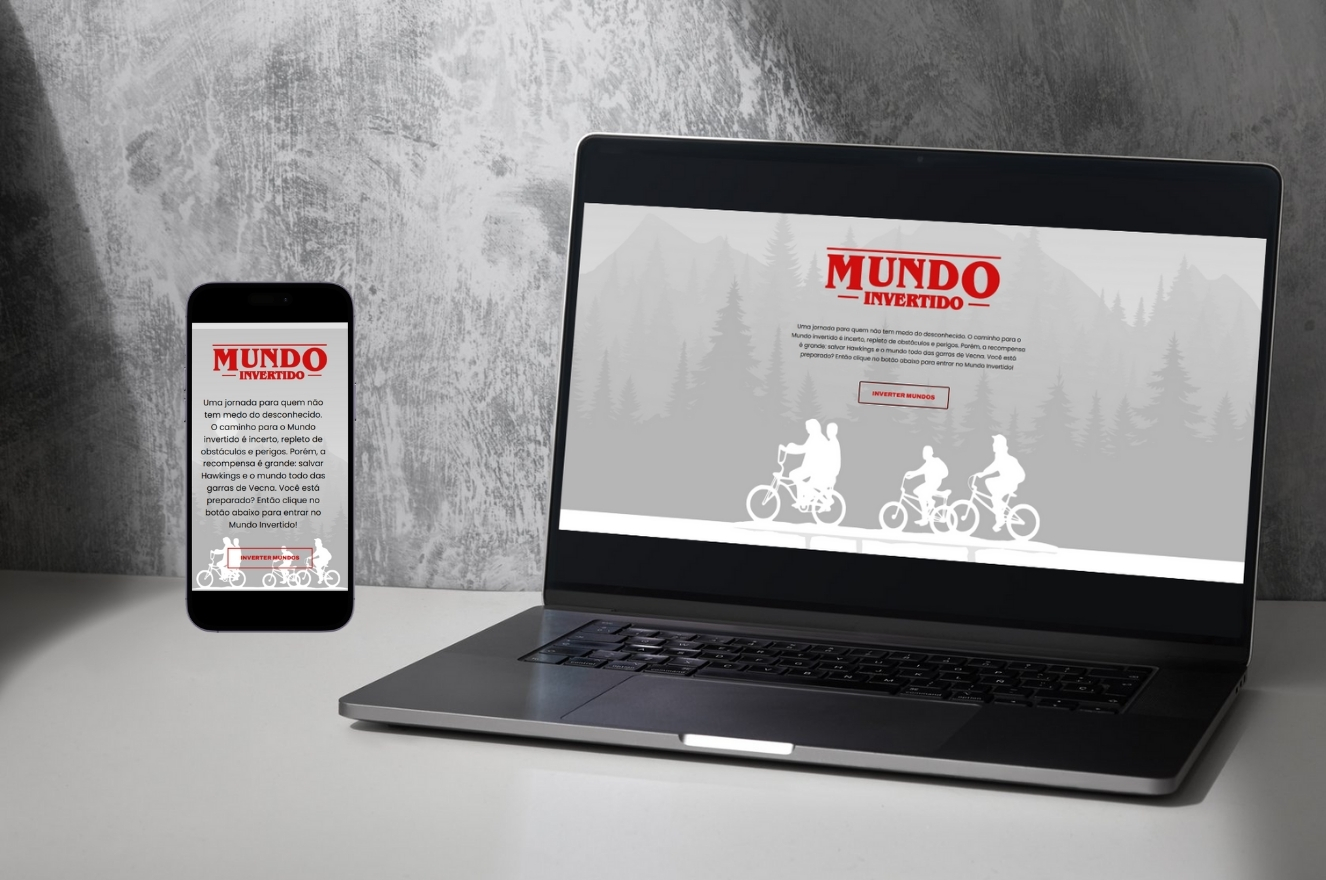 MUNDO
INVERTIDO
Uma jornada para quem não
tem medo do desconhecido.
O caminho para o Mundo
invertido é incerto, repleto de
obstáculos e perigos. Porém, a
recompensa é grande: salvar
Hawkings e o mundo todo das
garras de Vecna. Você está
preparado? Então clique no
botão abaixo para entrar no
Mundo Invertido!
INVERTER MUNDOS
MUNDO
INVERTIDO
Uma jornada para quem não tem medo do desconhecido. O caminho para o
Mundo invertido é incerto, repleto de obstáculos e perigos. Porém, a recompensa
é grande: salvar Hawkings e o mundo todo das garras de Vecna. Você está
preparado? Então clique no botão abaixo para entrar no Mundo Invertido!
INVERTER MUNDOS